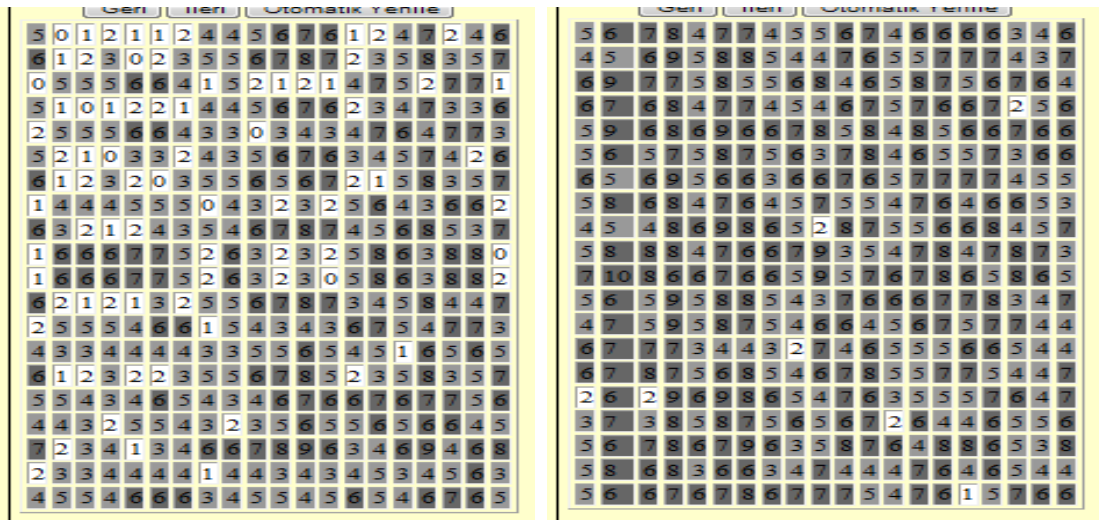 Geri İleri Otomatik Yenile
5 0 1 2 1 1 2 4 4 5 6 7 6 1 2 4 7 2 4 6
6 1 2 3 0 2 3 5 5 6 7 8 7 2 3 5 8 3 5 7
0 5 5 5 6 6 4 1 5 2 1 2 1 4 7 5 2 7 7 1
5 1 0 1 2 2 1 4 4 5 6 7 6 2 3 4 7 3 3 6
2 5 5 5 6 6 4 3 3 0 3 4 3 4 7 6 4 7 7 3
5 2 1 0 3 3 2 4 3 5 6 7 6 3 4 5 7 4 2 6
6 1 2 3 2 0 3 5 5 6 5 6 7 2 1 5 8 3 5 7
1 4 4 4 5 5 5 0 4 3 2 3 2 5 6 4 3 6 6 2
6 3 2 1 2 4 3 5 4 6 7 8 7 4 5 6 8 5 3 7
1 6 6 6 7 7 5 2 6 3 2 3 2 5 8 6 3 8 8 0
1 6 6 6 7 7 5 2 6 3 2 3 0 5 8 6 3 8 8 2
6 2 1 2 1 3 2 5 5 6 7 8 7 3 4 5 8 4 4 7
2 5 5 5 4 6 6 1 5 4 3 4 3 6 7 5 4 7 7 3
4 3 3 4 4 4 4 3 3 5 5 6 5 4 5 1 6 5 6 5
6 1 2 3 2 2 3 5 5 6 7 8 5 2 3 5 8 3 5 7
5 5 4 3 4 6 5 4 3 4 6 7 6 6 7 6 7 7 5 6
4 4 3 2 5 5 4 3 2 3 5 6 5 5 6 5 6 6 4 5
7 2 3 4 1 3 4 6 6 7 8 9 6 3 4 6 9 4 6 8
2 3 3 4 4 4 4 1 4 4 3 4 3 4 5 3 4 5 6 3
4 5 5 4 6 6 6 3 4 5 5 4 5 6 5 4 6 7 6 5
Geri İleri Otomatik Yenile
5 6 7 8 4 7 7 4 5 5 6 7 4 6 6 6 6 3 4 6
4 5 6 9 5 8 8 5 4 4 7 6 5 5 7 7 7 4 3 7
6 9 7 7 5 8 5 5 6 8 4 6 5 8 7 5 6 7 6 4
6 7 6 8 4 7 7 4 5 4 6 7 5 7 6 6 7 2 5 6
5 9 6 8 6 9 6 6 7 8 5 8 4 8 5 6 6 7 6 6
5 6 5 7 5 8 7 5 6 3 7 8 4 6 5 5 7 3 6 6
6 5 6 9 5 6 6 3 6 6 7 6 5 7 7 7 7 4 5 5
5 8 6 8 4 7 6 4 5 7 5 5 4 7 6 4 6 6 5 3
4 5 4 8 6 9 8 6 5 2 8 7 5 5 6 6 8 4 5 7
5 8 8 8 4 7 6 6 7 9 3 5 4 7 8 4 7 8 7 3
7 10 8 6 6 7 6 6 5 9 5 7 6 7 8 6 5 8 6 5
5 6 5 9 5 8 8 5 4 3 7 6 6 6 7 7 8 3 4 7
4 7 5 9 5 8 7 5 4 6 6 4 5 6 7 5 7 7 4 4
6 7 7 7 3 4 4 3 2 7 4 6 5 5 5 6 6 5 4 4
6 7 8 7 5 6 8 5 4 6 7 8 5 5 7 7 5 4 4 7
2 6 2 9 6 9 8 6 5 4 7 6 3 5 5 5 7 6 4 7
3 7 3 8 5 8 7 5 6 5 6 7 2 6 4 4 6 5 5 6
5 6 7 8 6 7 9 6 3 5 8 7 6 4 8 8 6 5 3 8
5 8 6 8 3 6 6 3 4 7 4 4 4 7 6 4 6 5 4 4
5 6 6 7 6 7 8 6 7 7 7 5 4 7 6 1 5 7 6 6